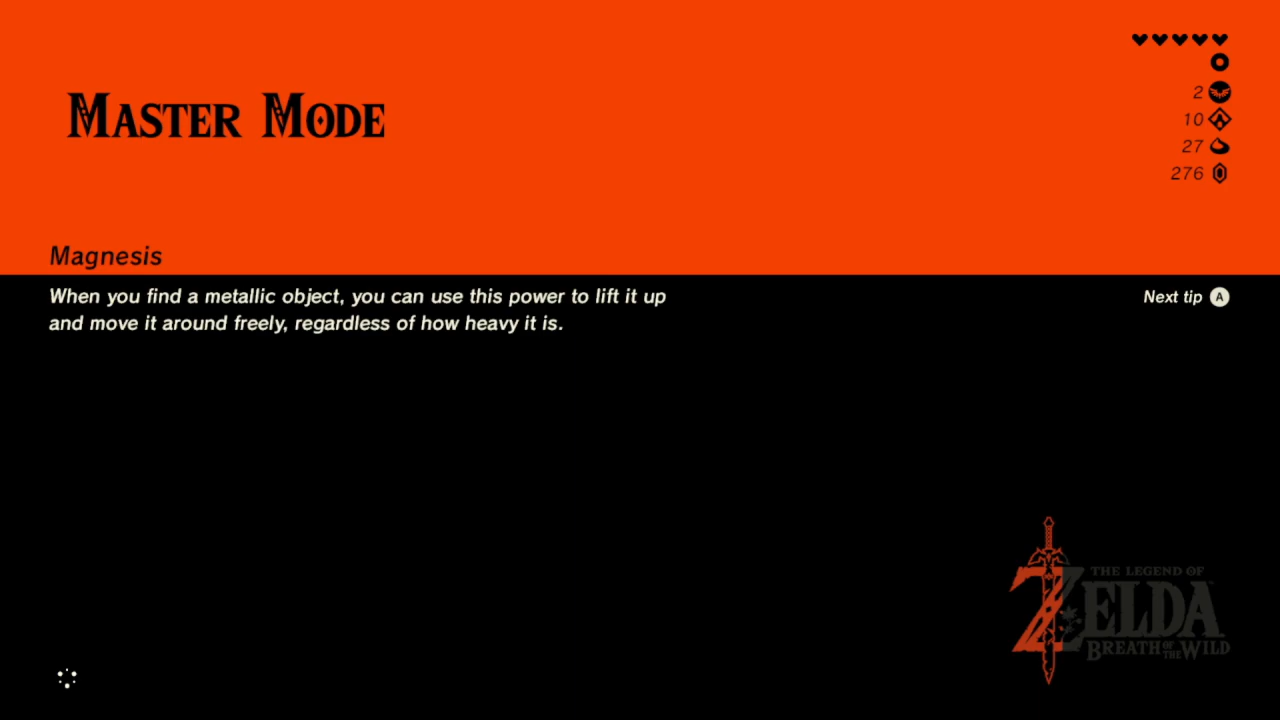 Master Mode
2
10
27
276
Magnesis
When you find a metallic object, you can use this power to lift it up
and move it around freely, regardless of how heavy it is.
Next tip A
THE LEGEND OF
ZELDA
BREATH OF THE WILD